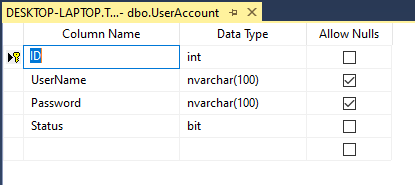 DESKTOP-LAPTOP.T...- dbo.UserAccount
Column Name Data Type Allow Nulls
ID int
UserName nvarchar(100)
Password nvarchar(100)
Status bit